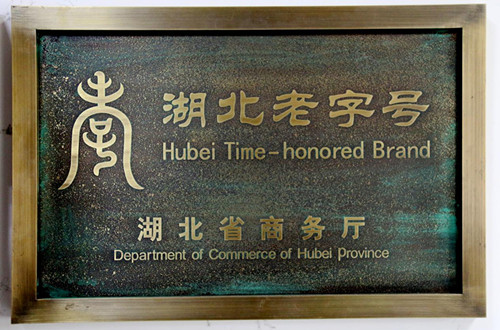 湖北老字号
Hubei Time-honored Brand
湖北省商务厅
Department of Commerce of Hubei Province